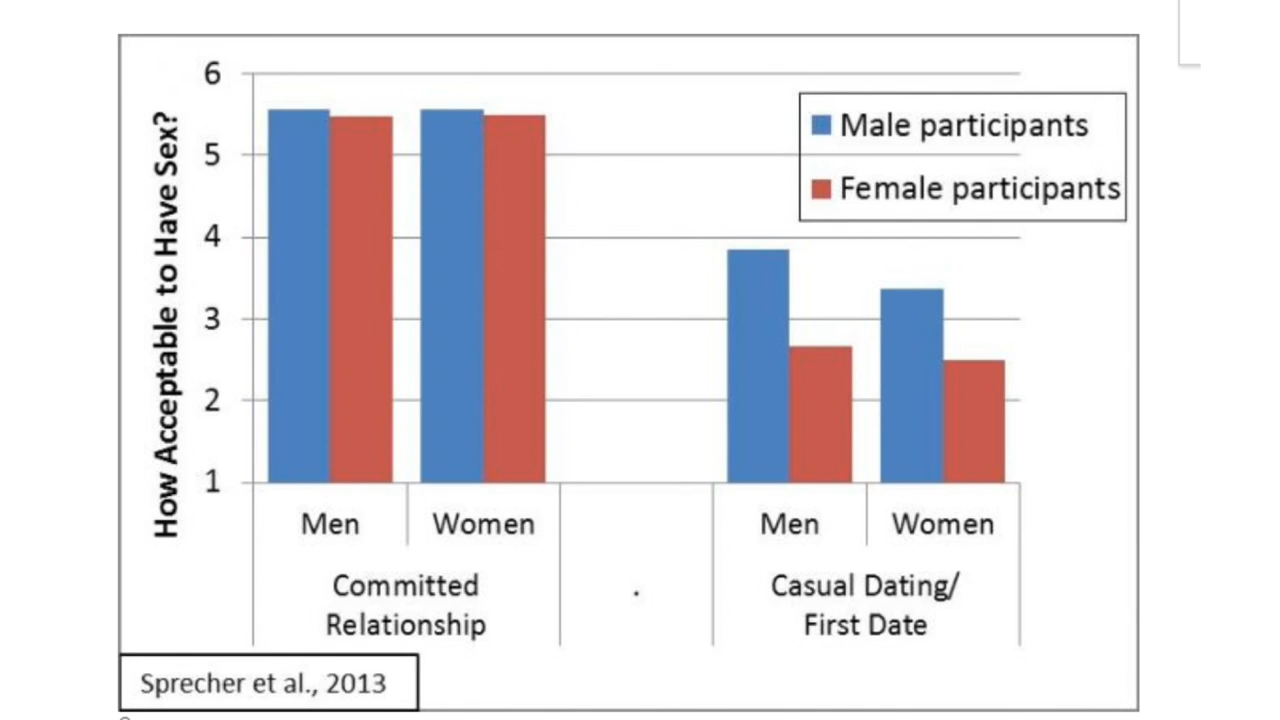 How Acceptable to Have Sex?
6
5
4
3
2
1
Male participants
Female participants
Men
Women
Men
Women
Committed
Relationship
.
Casual Dating/
First Date
Sprecher et al., 2013